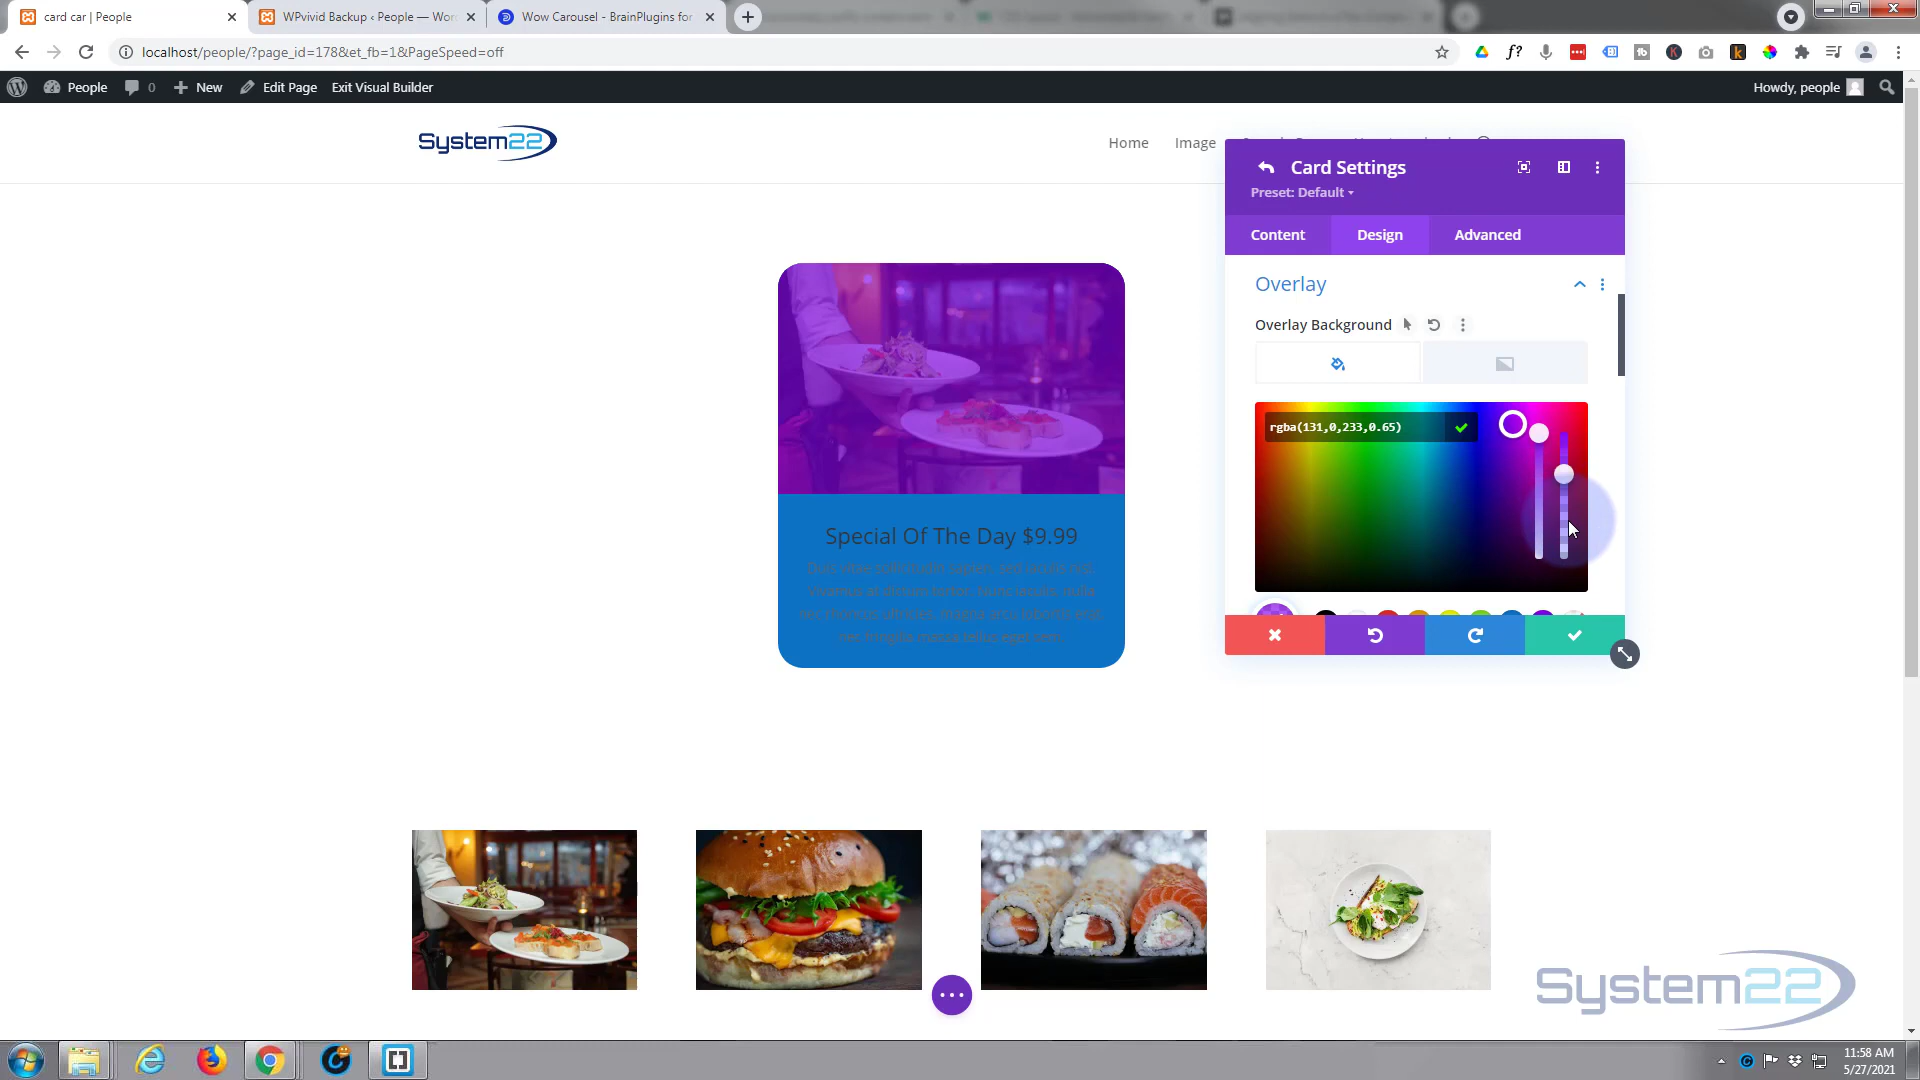 card car | People
WPvivid Backup ‹ People — Wor
Wow Carousel - BrainPlugins for
localhost/people/?page_id=178&et_fb=1&PageSpeed=off
f?
People
0
New
Edit Page
Exit Visual Builder
Howdy, people
System22
Home
Image
Card Settings
Preset: Default
Content
Design
Advanced
Overlay
Overlay Background
rgba(131,0,233,0.65)
Special Of The Day $9.99
System22
11:58 AM
5/27/2021